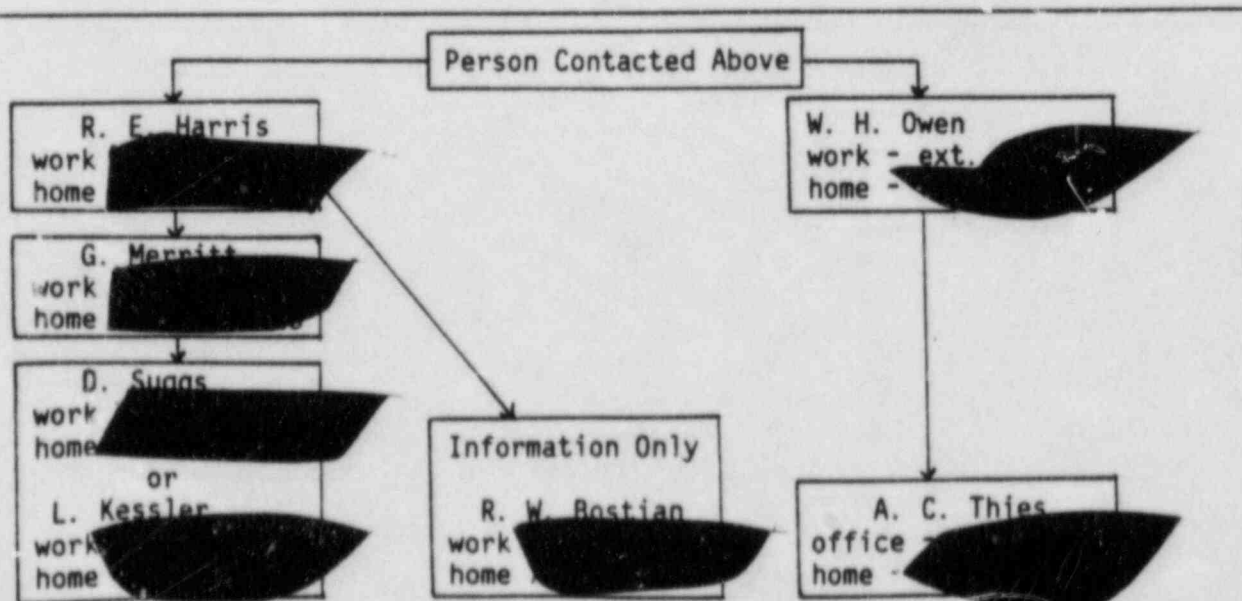 Person Contacted Above
R. E. Harris
work
home
W. H. Owen
work - ext.
home -
G. Merritt
work
home
D. Suggs
work
home
or
L. Kessler
work
home
Information Only
R. W. Bostian
work
home
A. C. Thies
office -
home -